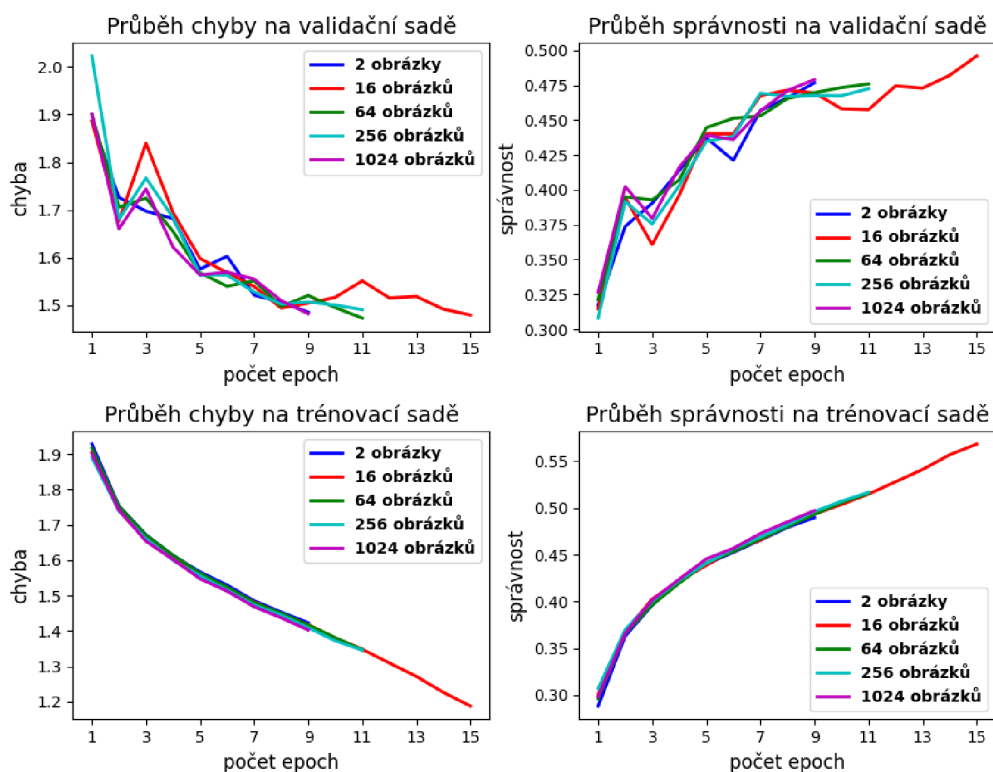 Průběh chyby na validační sadě
2.0
1.9
1.8
1.7
1.6
1.5
chyba
1 3 5 7 9 11 13 15
počet epoch
2 obrázky
16 obrázků
64 obrázků
256 obrázků
1024 obrázků
Průběh správnosti na validační sadě
0.500
0.475
0.450
0.425
0.400
0.375
0.350
0.325
0.300
správnost
1 3 5 7 9 11 13 15
počet epoch
2 obrázky
16 obrázků
64 obrázků
256 obrázků
1024 obrázků
Průběh chyby na trénovací sadě
1.9
1.8
1.7
1.6
1.5
1.4
1.3
1.2
chyba
1 3 5 7 9 11 13 15
počet epoch
2 obrázky
16 obrázků
64 obrázků
256 obrázků
1024 obrázků
Průběh správnosti na trénovací sadě
0.55
0.50
0.45
0.40
0.35
0.30
správnost
1 3 5 7 9 11 13 15
počet epoch
2 obrázky
16 obrázků
64 obrázků
256 obrázků
1024 obrázků